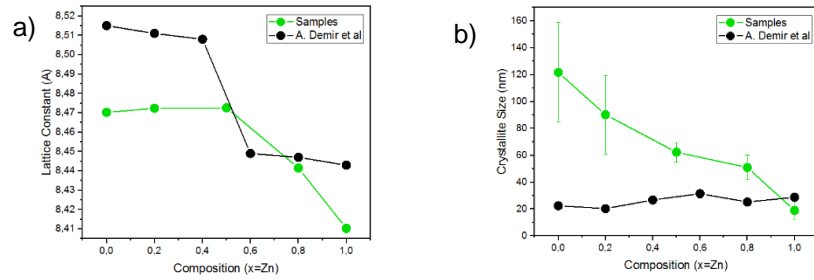 a)
Lattice Constant (A)
8,52
8,51
8,50
8,49
8,48
8,47
8,46
8,45
8,44
8,43
8,42
8,41
Samples
A. Demir et al
0,0 0,2 0,4 0,6 0,8 1,0
Composition (x=Zn)
b)
Crystallite Size (nm)
160
140
120
100
80
60
40
20
0
Samples
A. Demir et al
0,0 0,2 0,4 0,6 0,8 1,0
Composition (x=Zn)